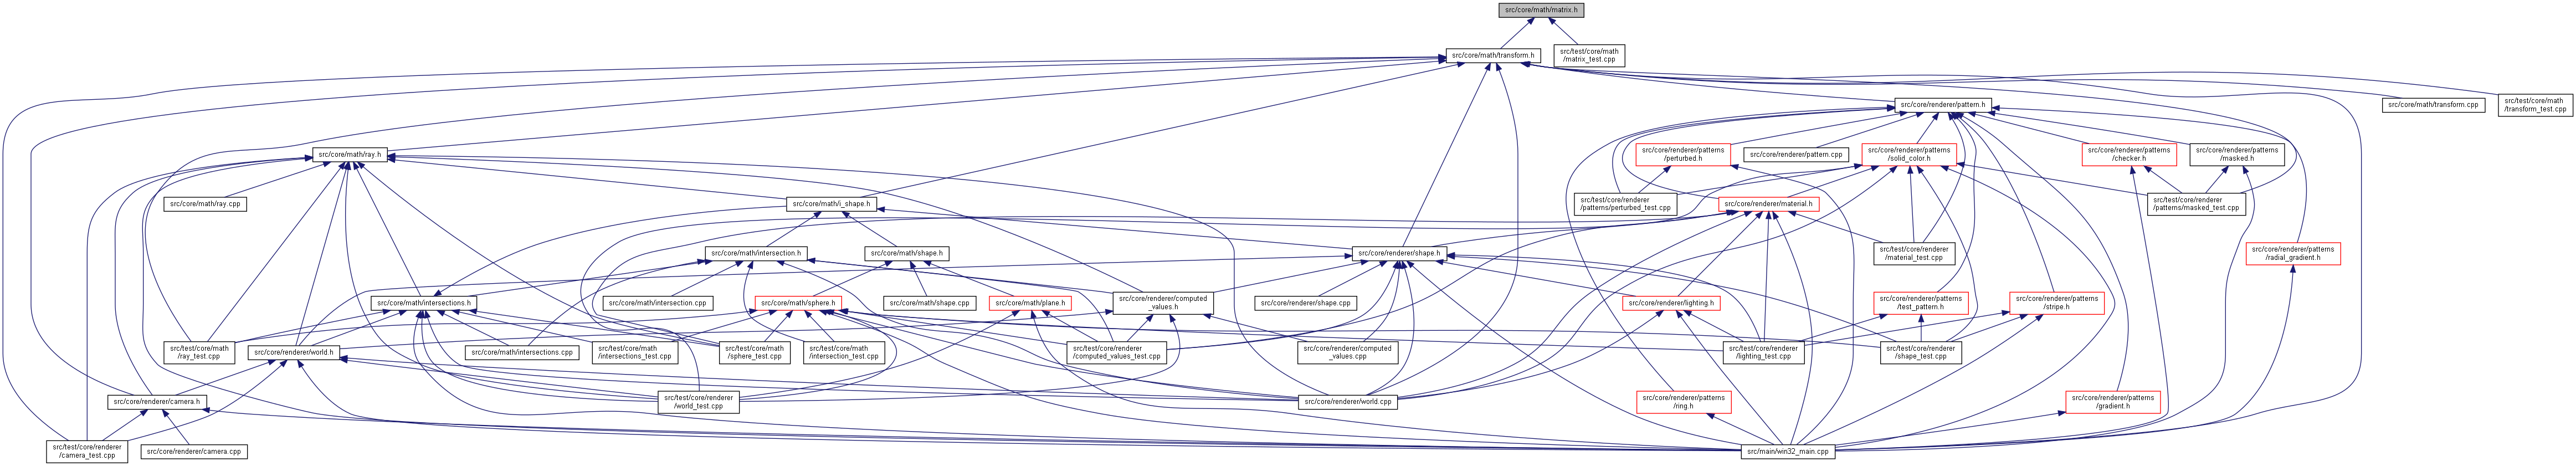 src/core/math/matrix.h
src/core/math/transform.h
src/test/core/math
/matrix_test.cpp
src/core/renderer/pattern.h
src/core/math/transform.cpp
src/test/core/math
/transform_test.cpp
src/core/math/ray.h
src/core/renderer/patterns
/perturbed.h
src/core/renderer/pattern.cpp
src/core/renderer/patterns
/solid_color.h
src/core/renderer/patterns
/checker.h
src/core/renderer/patterns
/masked.h
src/core/math/ray.cpp
src/core/math/i_shape.h
src/test/core/renderer
/patterns/perturbed_test.cpp
src/core/renderer/material.h
src/test/core/renderer
/patterns/masked_test.cpp
src/core/math/intersection.h
src/core/math/shape.h
src/core/renderer/shape.h
src/test/core/renderer
/material_test.cpp
src/core/renderer/patterns
/radial_gradient.h
src/core/math/intersections.h
src/core/math/intersection.cpp
src/core/math/sphere.h
src/core/math/shape.cpp
src/core/math/plane.h
src/core/renderer/computed
_values.h
src/core/renderer/shape.cpp
src/core/renderer/lighting.h
src/core/renderer/patterns
/test_pattern.h
src/core/renderer/patterns
/stripe.h
src/test/core/math
/ray_test.cpp
src/core/renderer/world.h
src/core/math/intersections.cpp
src/test/core/math
/intersections_test.cpp
src/test/core/math
/sphere_test.cpp
src/test/core/math
/intersection_test.cpp
src/test/core/renderer
/computed_values_test.cpp
src/core/renderer/computed
_values.cpp
src/test/core/renderer
/lighting_test.cpp
src/test/core/renderer
/shape_test.cpp
src/core/renderer/camera.h
src/test/core/renderer
/world_test.cpp
src/core/renderer/world.cpp
src/core/renderer/patterns
/ring.h
src/core/renderer/patterns
/gradient.h
src/test/core/renderer
/camera_test.cpp
src/core/renderer/camera.cpp
src/main/win32_main.cpp